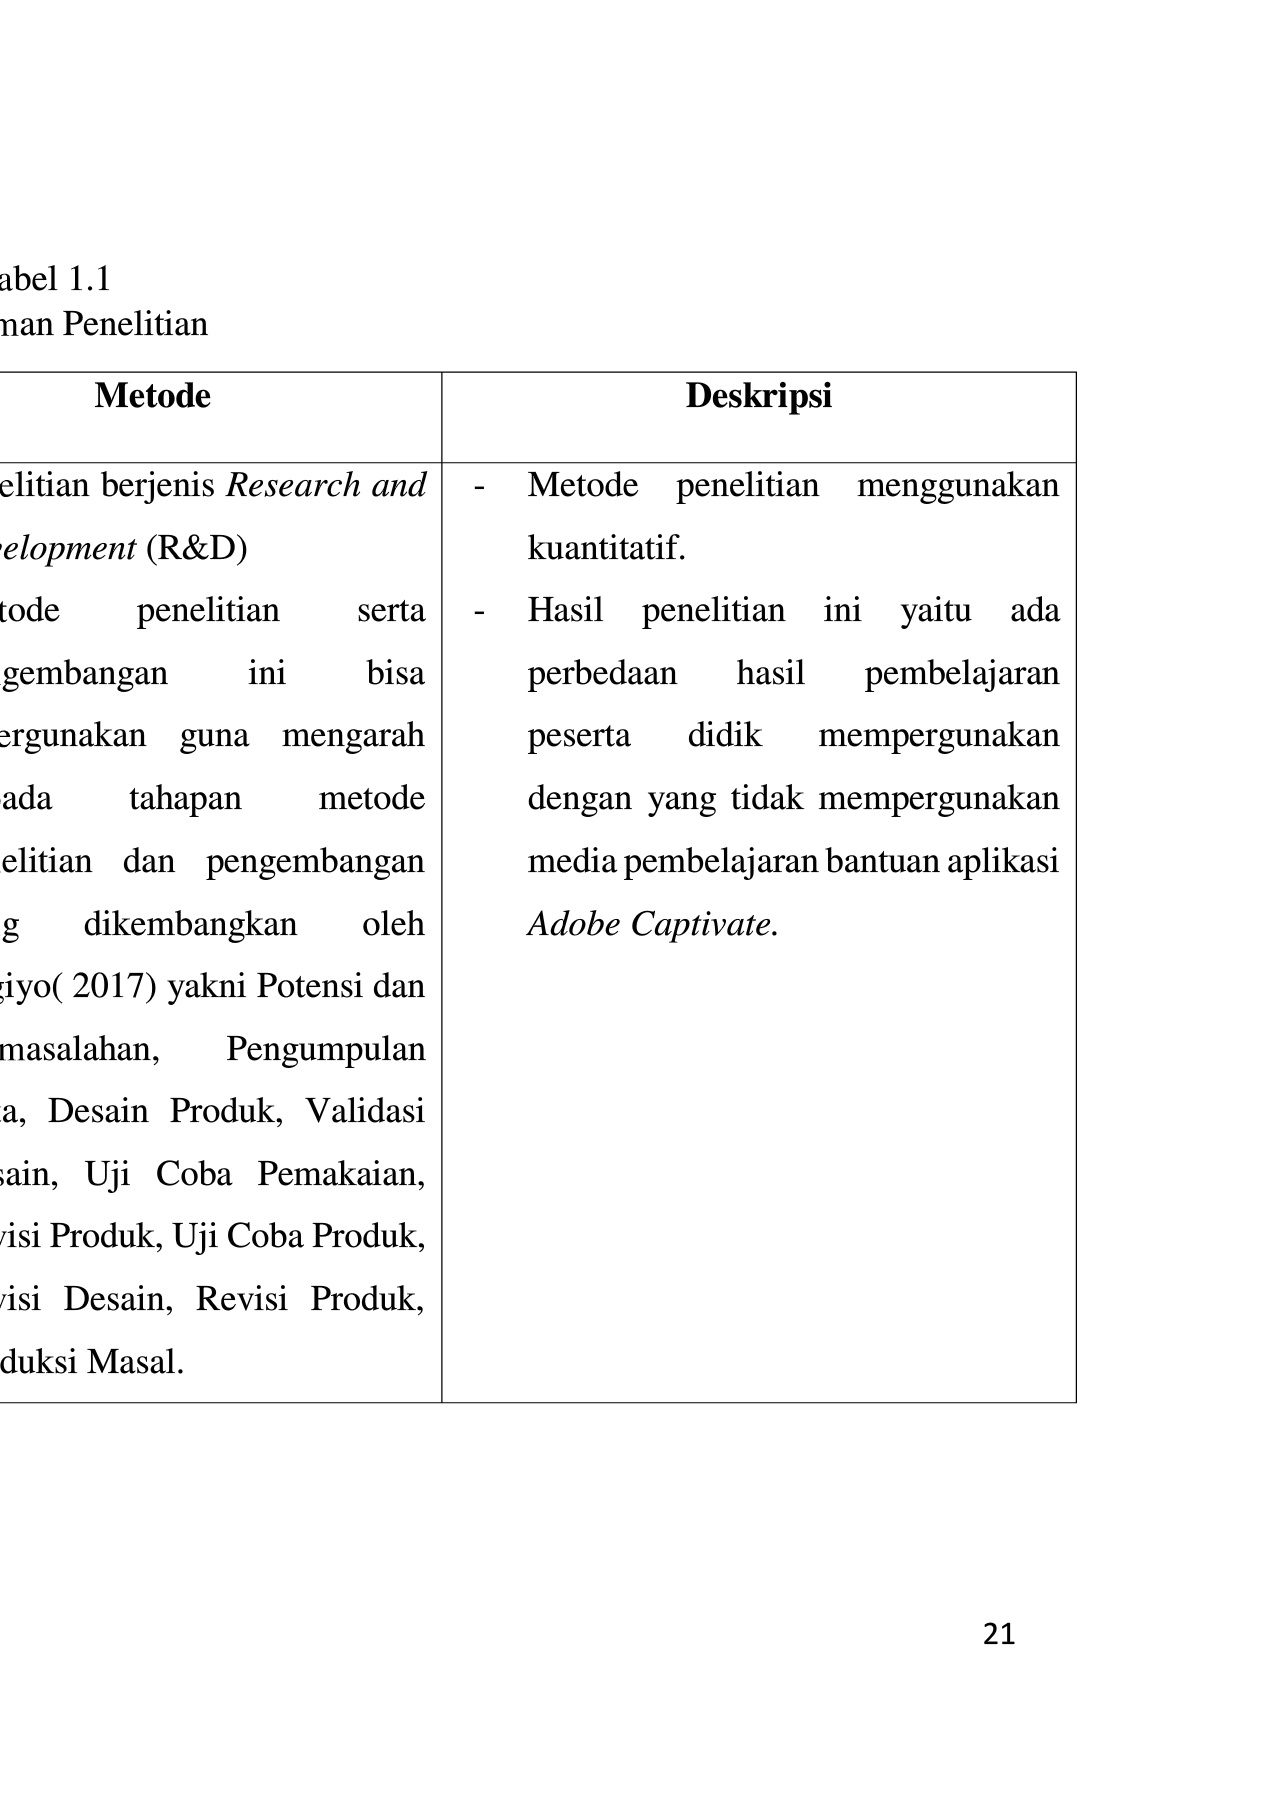 abel 1.1
man Penelitian
Metode
Deskripsi
elitian berjenis Research and
velopment (R&D)
tode penelitian serta
gembangan ini bisa
ergunakan guna mengarah
ada tahapan metode
elitian dan pengembangan
g dikembangkan oleh
giyo( 2017) yakni Potensi dan
masalahan, Pengumpulan
ta, Desain Produk, Validasi
sain, Uji Coba Pemakaian,
visi Produk, Uji Coba Produk,
visi Desain, Revisi Produk,
duksi Masal.
- Metode penelitian menggunakan
kuantitatif.
- Hasil penelitian ini yaitu ada
perbedaan hasil pembelajaran
peserta didik mempergunakan
dengan yang tidak mempergunakan
media pembelajaran bantuan aplikasi
Adobe Captivate.
21